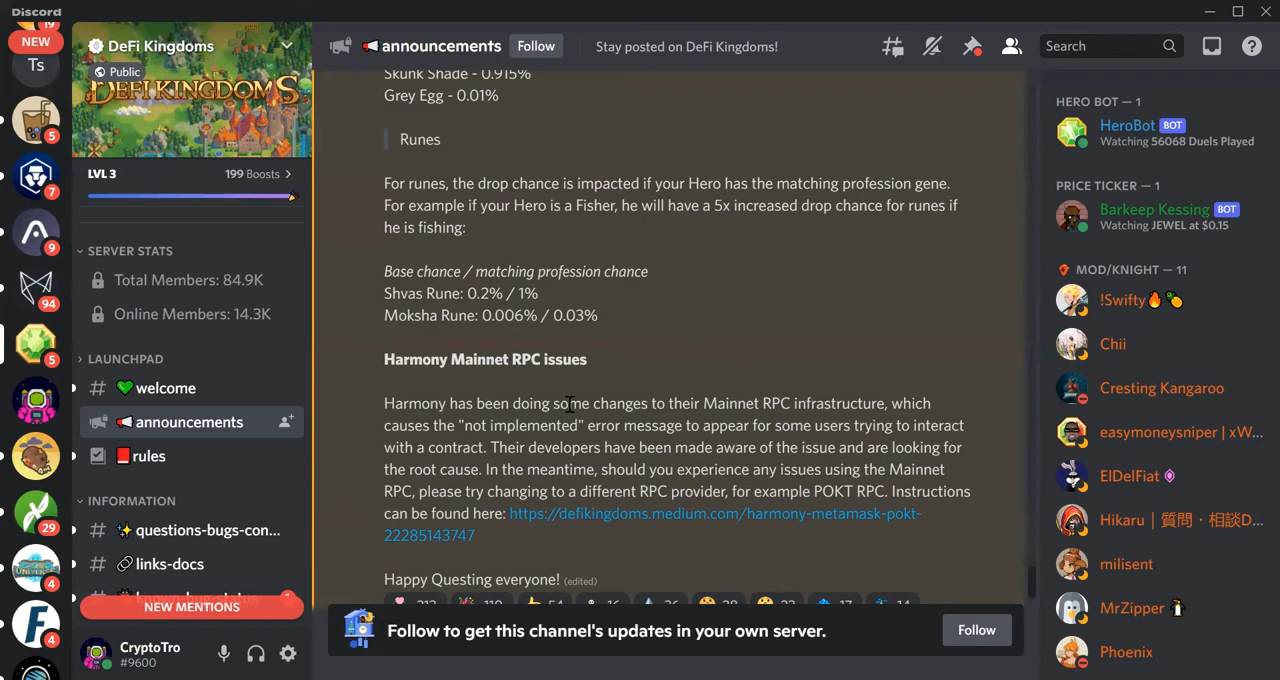 Discord
19
NEW
Ts
5
7
9
94
5
29
4
4
DeFi Kingdoms
Public
DEFI KINGDOMS
LVL 3
199 Boosts
SERVER STATS
Total Members: 84.9K
Online Members: 14.3K
LAUNCHPAD
# 💚welcome
📢announcements
📕rules
INFORMATION
# ✨questions-bugs-con...
# 🔗links-docs
NEW MENTIONS
CryptoTro
#9600
📢announcements
Follow
Stay posted on DeFi Kingdoms!
Search
Skunk Shade - 0.915%
Grey Egg - 0.01%
Runes
For runes, the drop chance is impacted if your Hero has the matching profession gene.
For example if your Hero is a Fisher, he will have a 5x increased drop chance for runes if
he is fishing:
Base chance / matching profession chance
Shvas Rune: 0.2% / 1%
Moksha Rune: 0.006% / 0.03%
Harmony Mainnet RPC issues
Harmony has been doing some changes to their Mainnet RPC infrastructure, which
causes the "not implemented" error message to appear for some users trying to interact
with a contract. Their developers have been made aware of the issue and are looking for
the root cause. In the meantime, should you experience any issues using the Mainnet
RPC, please try changing to a different RPC provider, for example POKT RPC. Instructions
can be found here: https://defikingdoms.medium.com/harmony-metamask-pokt-
22285143747
Happy Questing everyone! (edited)
Follow to get this channel's updates in your own server.
Follow
HERO BOT — 1
HeroBot BOT
Watching 56068 Duels Played
PRICE TICKER — 1
Barkeep Kessing BOT
Watching JEWEL at $0.15
MOD/KNIGHT — 11
!Swifty🔥🍍
Chii
Cresting Kangaroo
easymoneysniper | xW...
ElDelFiat
Hikaru｜質問・相談D...
milisent
MrZipper 🐧
Phoenix